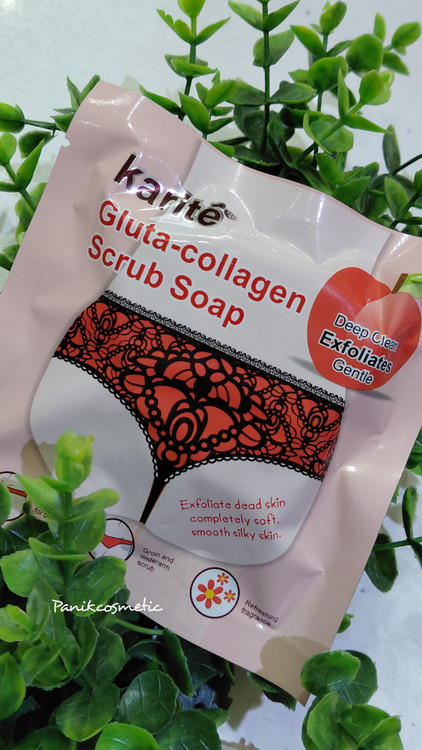 karité
Gluta-collagen
Scrub Soap
Deep Clean
Exfoliates
Gentle
Exfoliate dead skin
completely soft,
smooth silky skin.
Groin and
underarm
scrub
Refreshing
fragrance
Panikcosmetic